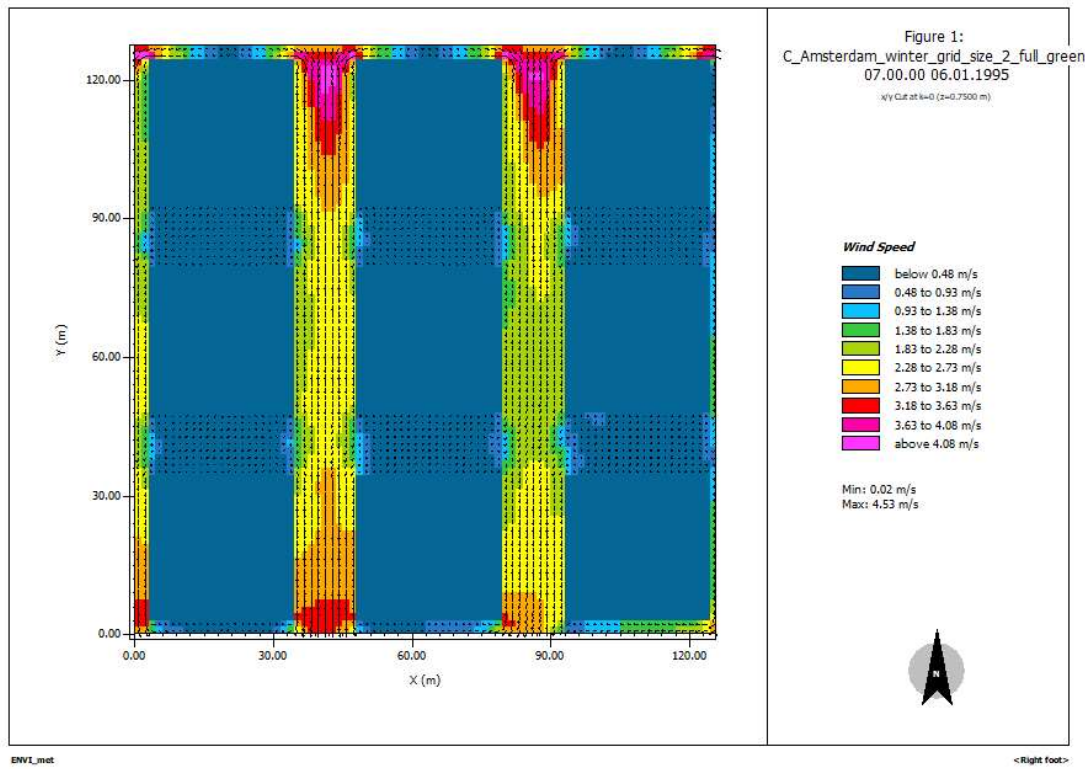 Figure 1:
C_Amsterdam_winter_grid_size_2_full_green
07.00.00 06.01.1995
x/y Cut at k=0 (z=0.7500 m)
120.00
90.00
60.00
30.00
0.00
Y (m)
0.00 30.00 60.00 90.00 120.00
X (m)
Wind Speed
below 0.48 m/s
0.48 to 0.93 m/s
0.93 to 1.38 m/s
1.38 to 1.83 m/s
1.83 to 2.28 m/s
2.28 to 2.73 m/s
2.73 to 3.18 m/s
3.18 to 3.63 m/s
3.63 to 4.08 m/s
above 4.08 m/s
Min: 0.02 m/s
Max: 4.53 m/s
N
ENVI_met
<Right foot>